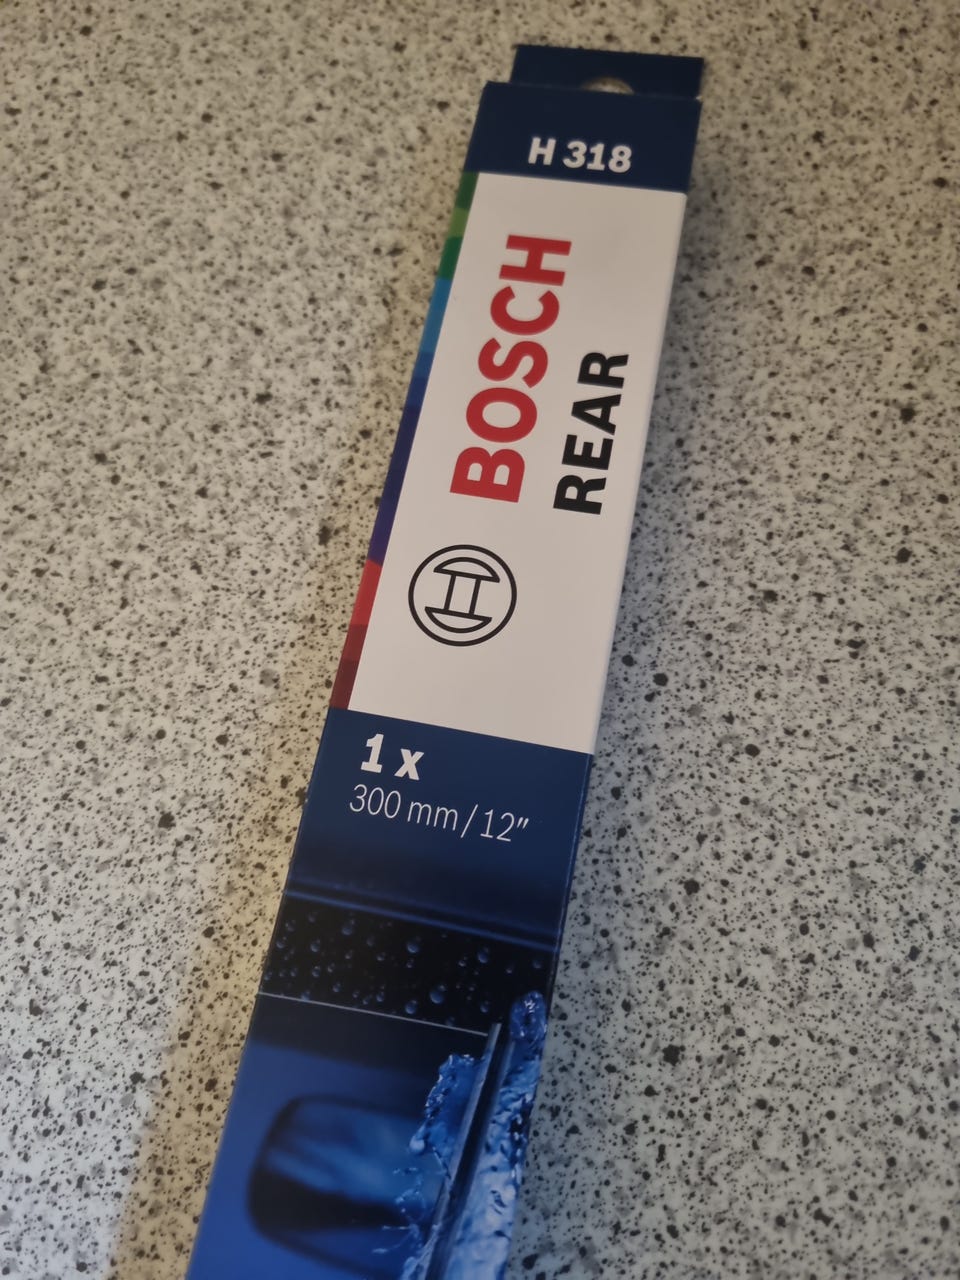 H 318
BOSCH
REAR
1 x
300 mm/12″